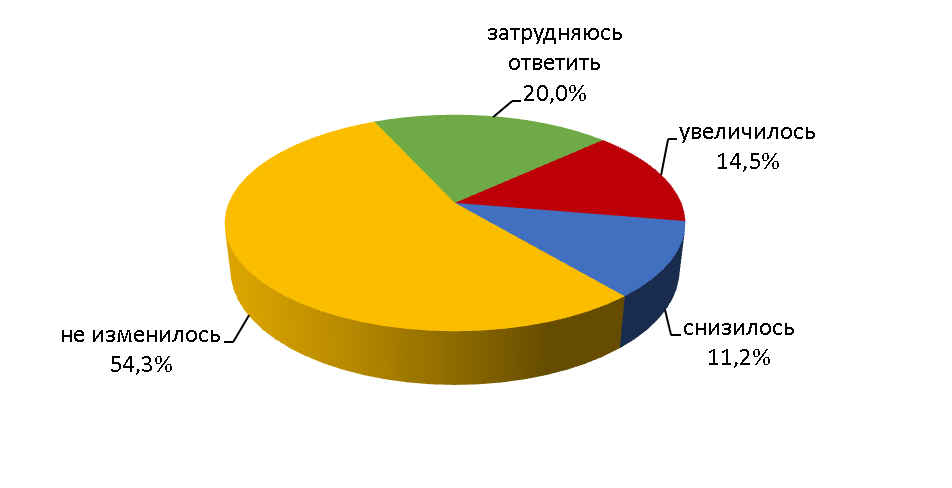 затрудняюсь
ответить
20,0%
увеличилось
14,5%
не изменилось
54,3%
снизилось
11,2%